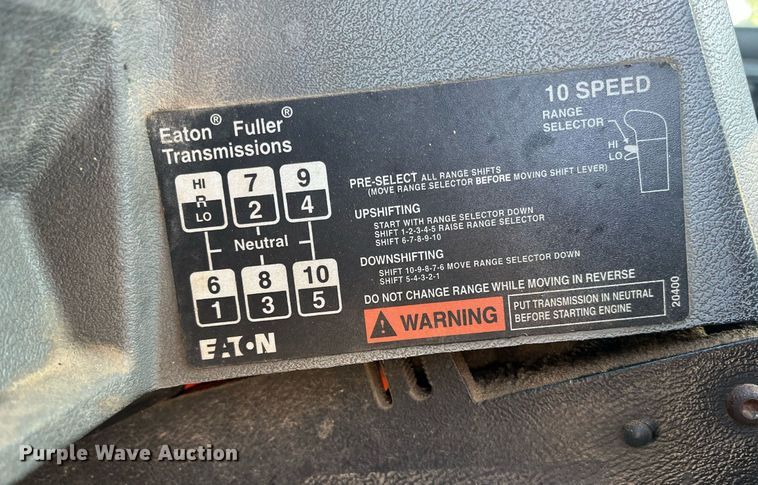 Eaton® Fuller®
Transmissions
10 SPEED
RANGE
SELECTOR
HI
LO
HI 7 9
R
LO 2 4
Neutral
6 8 10
1 3 5
PRE-SELECT ALL RANGE SHIFTS
(MOVE RANGE SELECTOR BEFORE MOVING SHIFT LEVER)
UPSHIFTING
START WITH RANGE SELECTOR DOWN
SHIFT 1-2-3-4-5 RAISE RANGE SELECTOR
SHIFT 6-7-8-9-10
DOWNSHIFTING
SHIFT 10-9-8-7-6 MOVE RANGE SELECTOR DOWN
SHIFT 5-4-3-2-1
DO NOT CHANGE RANGE WHILE MOVING IN REVERSE
WARNING
PUT TRANSMISSION IN NEUTRAL
BEFORE STARTING ENGINE
20400
EATON
Purple Wave Auction